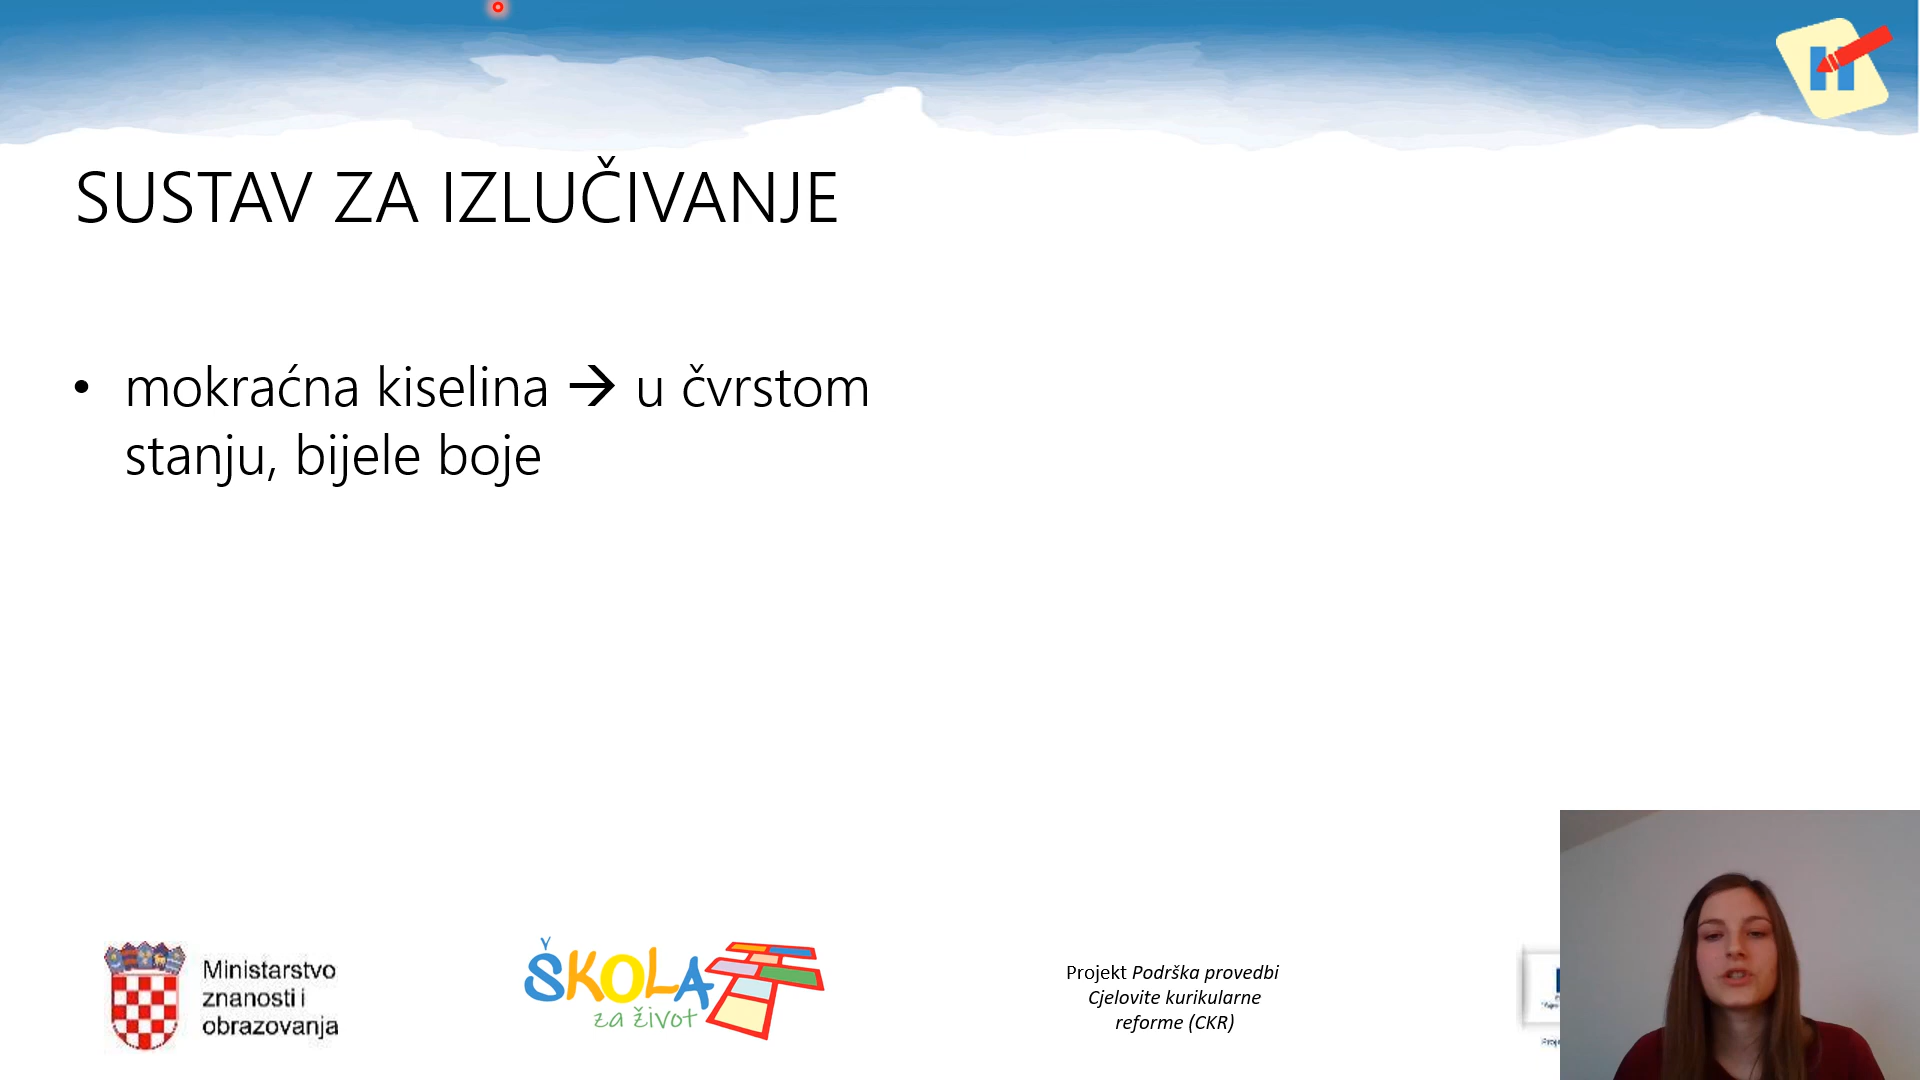 SUSTAV ZA IZLUČIVANJE
• mokraćna kiselina → u čvrstom
stanju, bijele boje
Ministarstvo
znanosti i
obrazovanja
ŠKOLA
za život
Projekt Podrška provedbi
Cjelovite kurikularne
reforme (CKR)